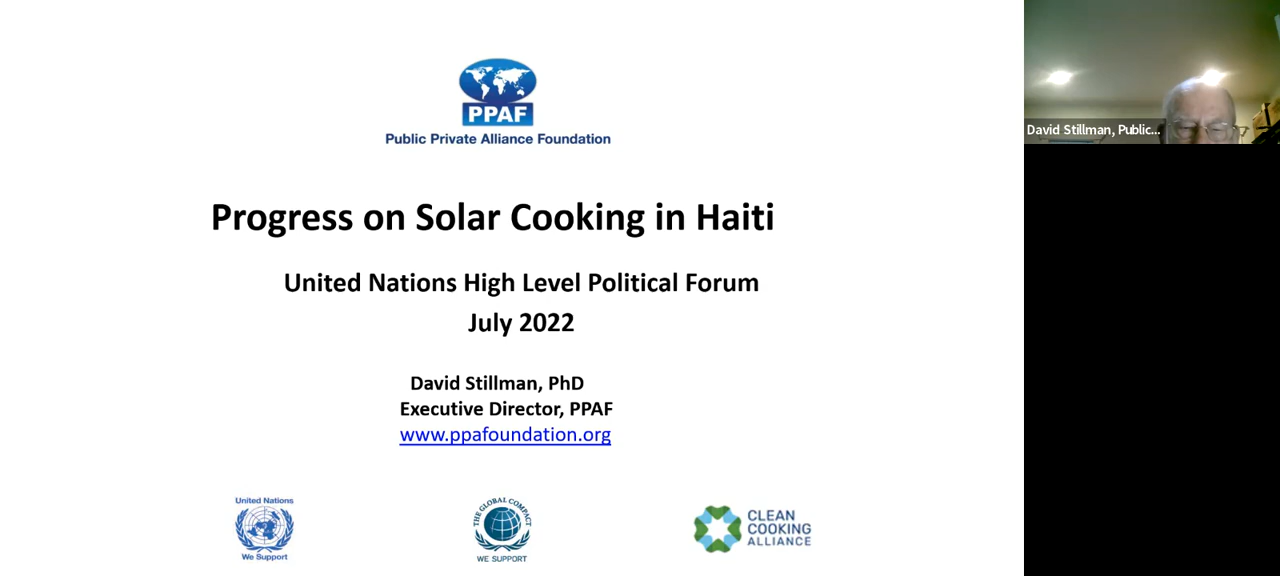 PPAF
Public Private Alliance Foundation
Progress on Solar Cooking in Haiti
United Nations High Level Political Forum
July 2022
David Stillman, PhD
Executive Director, PPAF
www.ppafoundation.org
United Nations
We Support
THE GLOBAL COMPACT
WE SUPPORT
CLEAN
COOKING
ALLIANCE
David Stillman, Public...